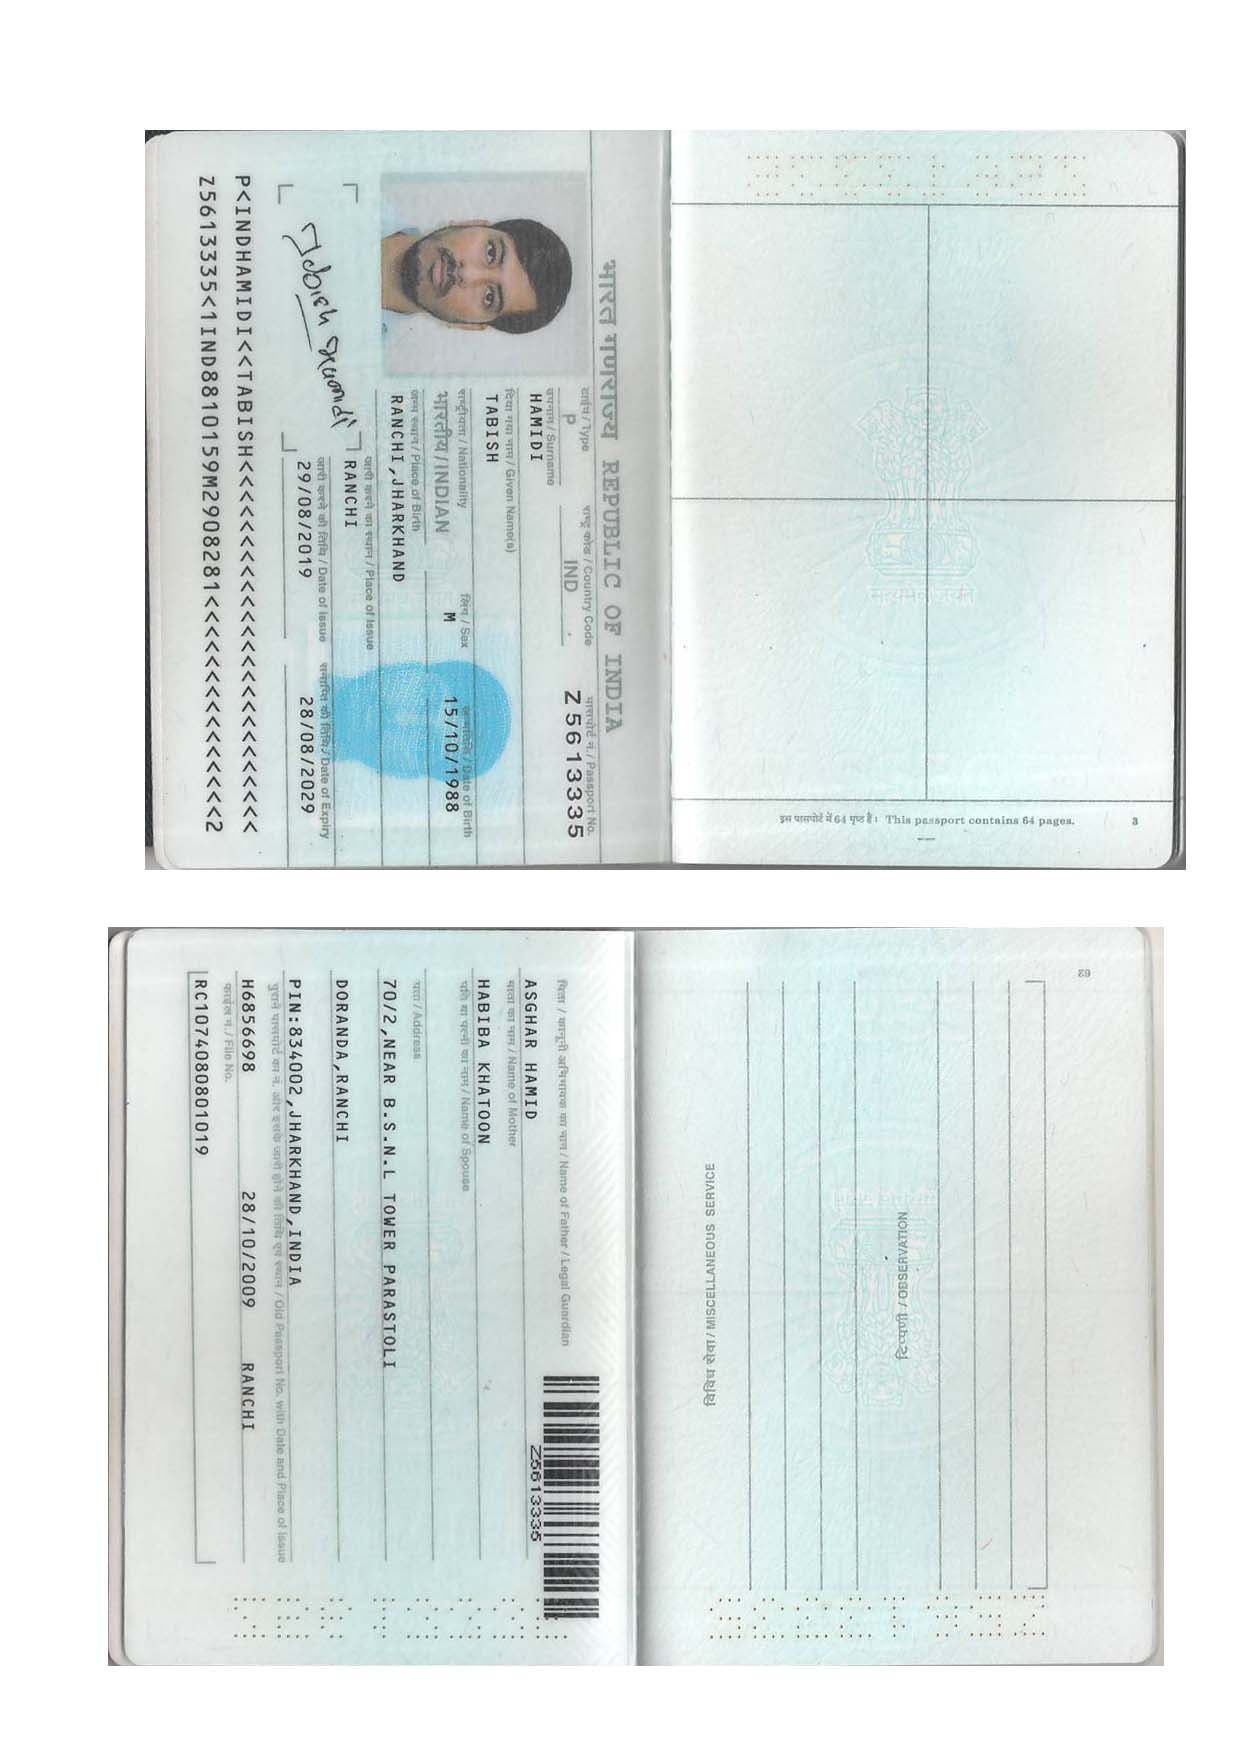 3
इस पासपोर्ट में 64 पृष्ठ हैं। This passport contains 64 pages.
भारत गणराज्य REPUBLIC OF INDIA
टाईप / Type
राष्ट्र कोड / Country Code
पासपोर्ट नं. / Passport No.
P
IND
Z5613335
उपनाम / Surname
HAMIDI
दिया गया नाम / Given Name(s)
TABISH
राष्ट्रीयता / Nationality
लिंग / Sex
जन्मतिथि / Date of Birth
भारतीय / INDIAN
M
15/10/1988
जन्म स्थान / Place of Birth
RANCHI,JHARKHAND
जारी करने का स्थान / Place of Issue
RANCHI
जारी करने की तिथि / Date of Issue
समाप्ति की तिथि / Date of Expiry
29/08/2019
28/08/2029
Tabish Hamidi
P<INDHAMIDI<<TABISH<<<<<<<<<<<<<<<<<<<<<<<<<
Z5613335<1IND8810159M2908281<<<<<<<<<<<<<<<2
टिप्पणी / OBSERVATION
विविध सेवा / MISCELLANEOUS SERVICE
पिता / कानूनी अभिभावक का नाम / Name of Father / Legal Guardian
Z5613335
ASGHAR HAMID
माता का नाम / Name of Mother
HABIBA KHATOON
पति या पत्नी का नाम / Name of Spouse
पता / Address
70/2,NEAR B.S.N.L TOWER PARASTOLI
DORANDA,RANCHI
PIN:834002,JHARKHAND,INDIA
पुराने पासपोर्ट का नं. और इसके जारी होने की तिथि एवं स्थान / Old Passport No. with Date and Place of Issue
H6856698 28/10/2009 RANCHI
फाईल नं. / File No.
RC1074080801019